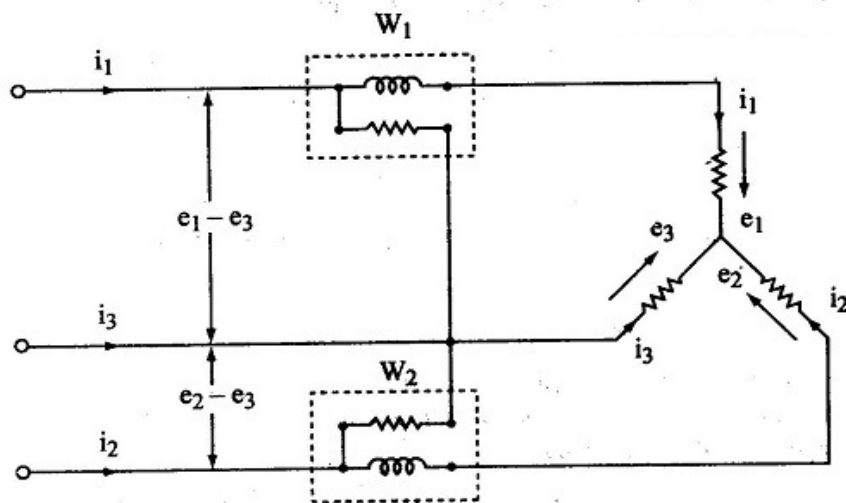 W₁
i₁
i₁
e₁ – e₃
e₁
e₃
e₂
i₂
i₃
i₃
W₂
e₂ – e₃
i₂